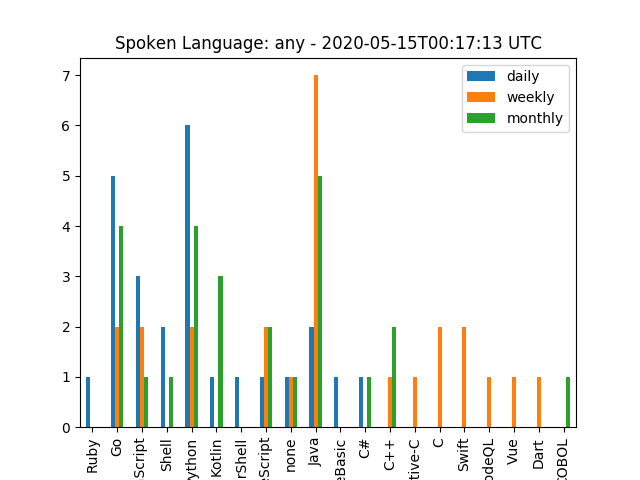 Spoken Language: any - 2020-05-15T00:17:13 UTC
daily
weekly
monthly
7
6
5
4
3
2
1
0
Ruby
Go
Script
Shell
ython
Kotlin
rShell
eScript
none
Java
eBasic
C#
C++
tive-C
C
Swift
odeQL
Vue
Dart
COBOL